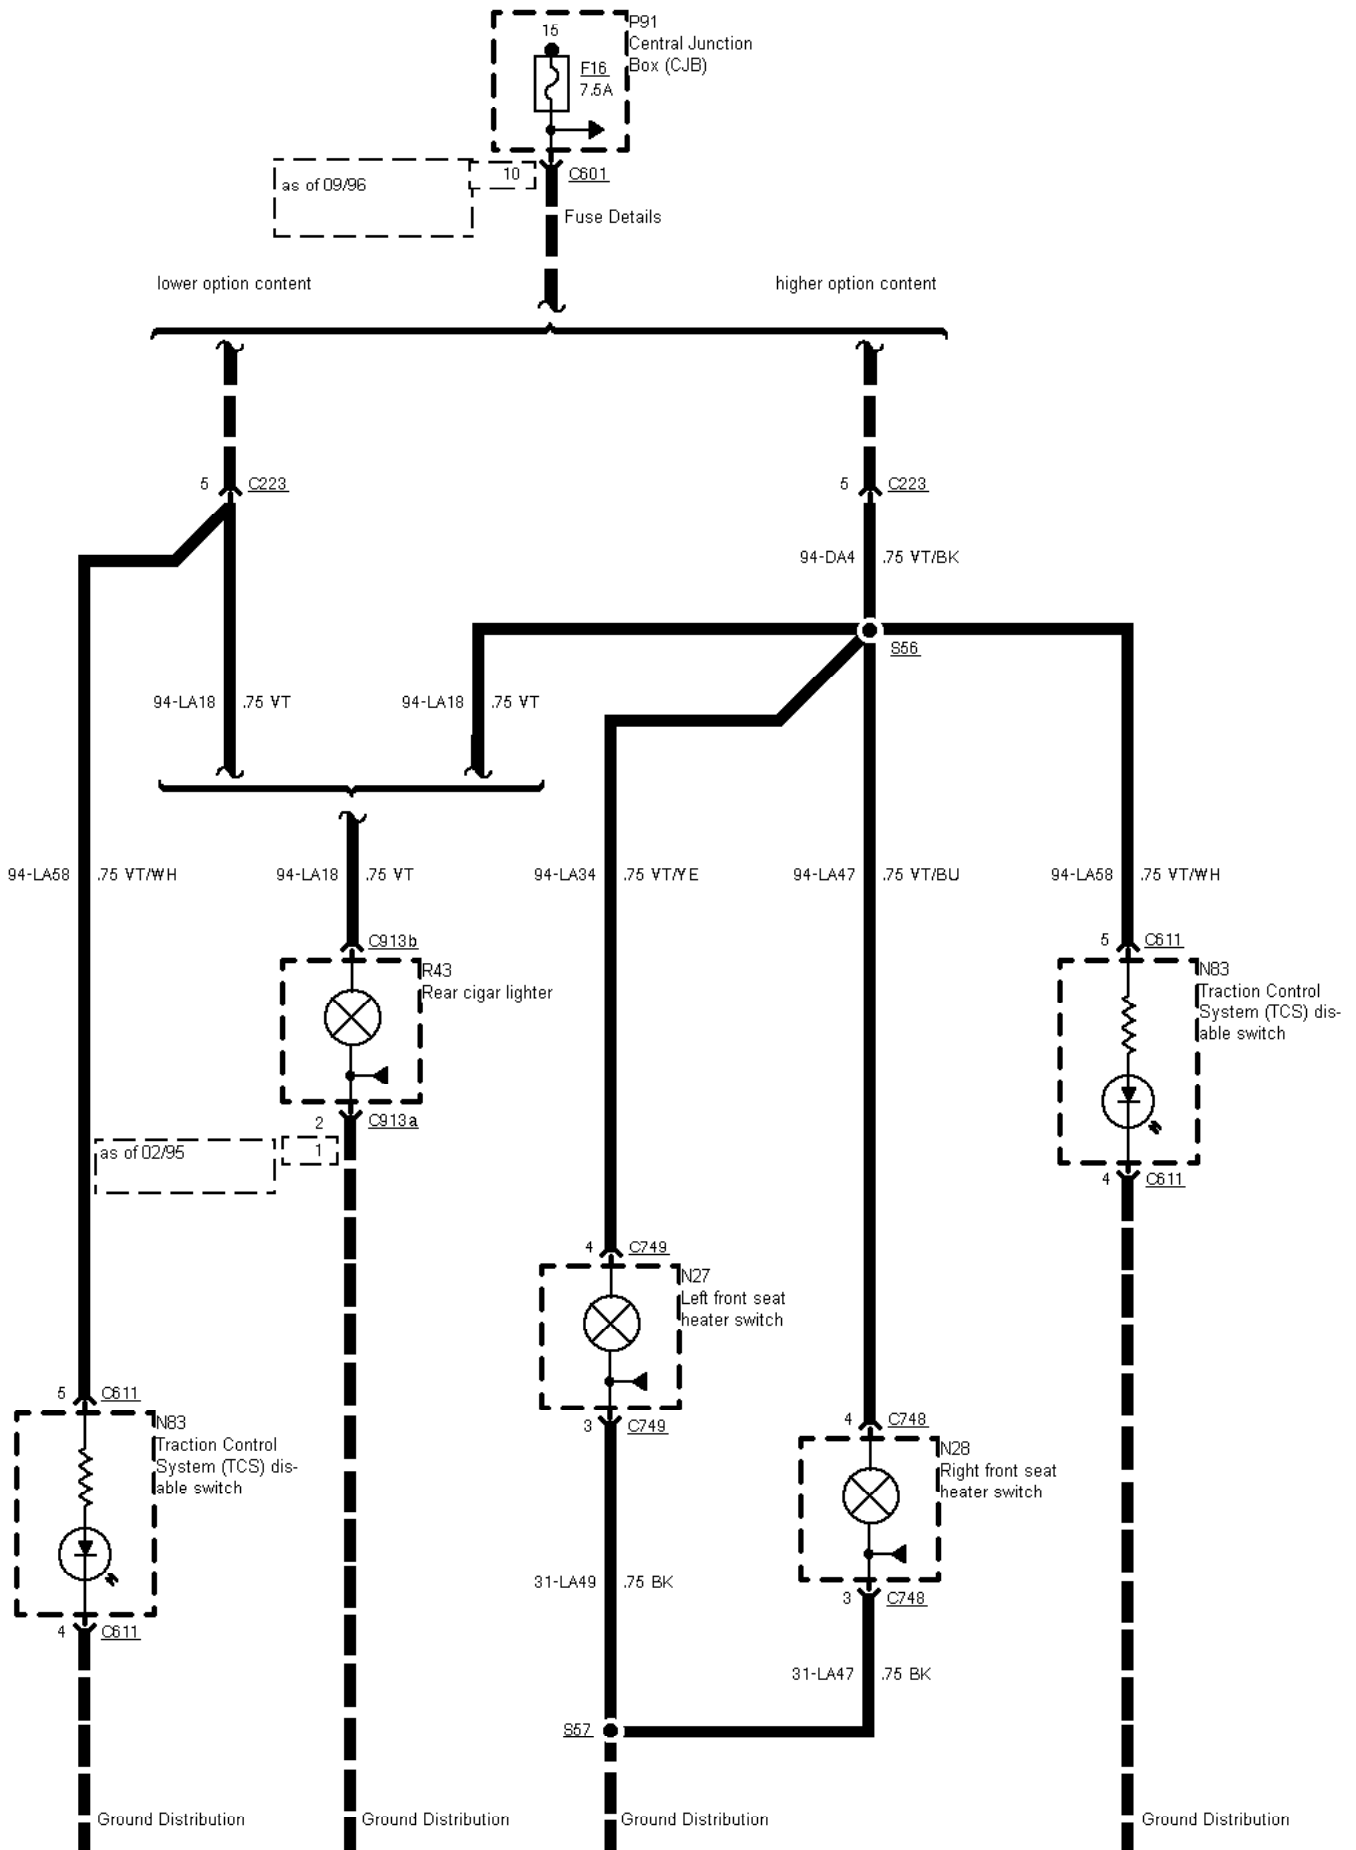 15
P91
Central Junction
Box (CJB)
F16
7.5A
as of 09/96
10
C601
Fuse Details
lower option content
higher option content
5
C223
5
C223
94-DA4
.75 VT/BK
S56
94-LA18
.75 VT
94-LA18
.75 VT
94-LA58
.75 VT/WH
94-LA18
.75 VT
94-LA34
.75 VT/YE
94-LA47
.75 VT/BU
94-LA58
.75 VT/WH
C913b
R43
Rear cigar lighter
5
C611
N83
Traction Control
System (TCS) dis-
able switch
2
C913a
as of 02/95
1
4
C611
4
C749
N27
Left front seat
heater switch
5
C611
N83
Traction Control
System (TCS) dis-
able switch
3
C749
4
C748
N28
Right front seat
heater switch
31-LA49
.75 BK
3
C748
4
C611
31-LA47
.75 BK
S57
Ground Distribution
Ground Distribution
Ground Distribution
Ground Distribution